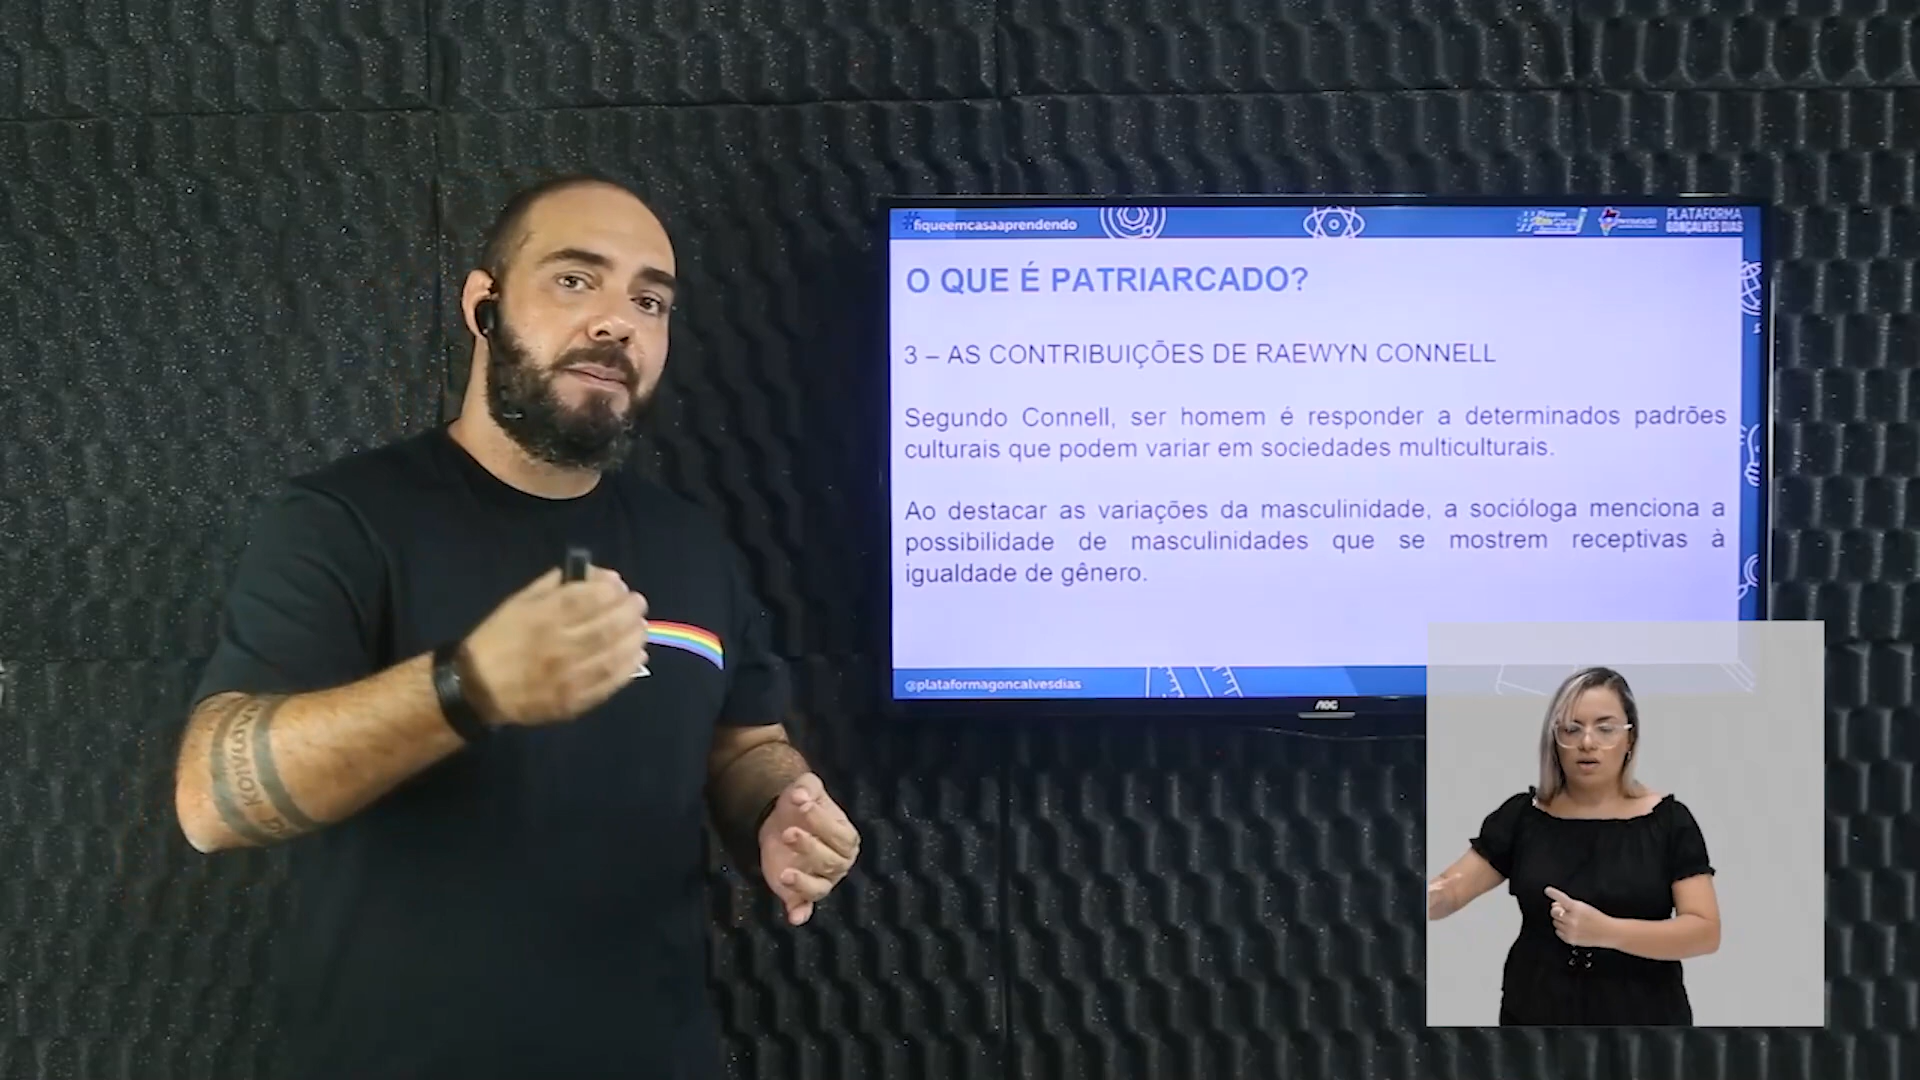 #fiqueemcasaaprendendo
PLATAFORMA
GONÇALVES DIAS
O QUE É PATRIARCADO?
3 – AS CONTRIBUIÇÕES DE RAEWYN CONNELL
Segundo Connell, ser homem é responder a determinados padrões
culturais que podem variar em sociedades multiculturais.
Ao destacar as variações da masculinidade, a socióloga menciona a
possibilidade de masculinidades que se mostrem receptivas à
igualdade de gênero.
@plataformagoncalvesdias
AOC